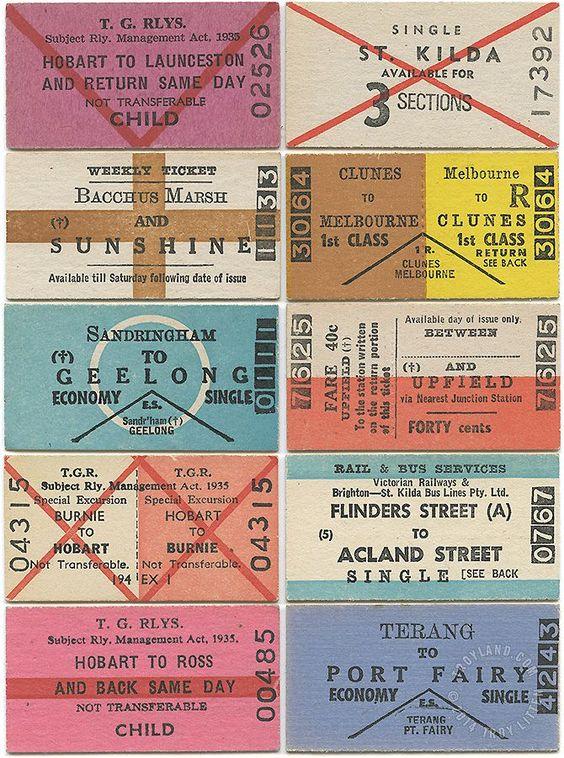 T. G. RLYS.
Subject Rly. Management Act, 1935
HOBART TO LAUNCESTON
AND RETURN SAME DAY
NOT TRANSFERABLE
CHILD
02526
SINGLE
ST. KILDA
AVAILABLE FOR
3 SECTIONS
17392
WEEKLY TICKET
BACCHUS MARSH
(†) AND
SUNSHINE
Available till Saturday following date of issue
1133
3064
CLUNES
TO
MELBOURNE
1st CLASS
Melbourne
TO R
CLUNES
1st CLASS
RETURN
SEE BACK
1 R.
CLUNES
MELBOURNE
3064
SANDRINGHAM
(†) TO
GEELONG
ECONOMY SINGLE
E.S.
Sandr'ham (†)
GEELONG
0111
7625
FARE 40c
UPFIELD (†)
To the station written
on the return portion
of this ticket
Available day of issue only.
BETWEEN
(†) AND
UPFIELD
via Nearest Junction Station
FORTY cents
7625
04315
T.G.R.
Subject Rly. Management Act. 1935
Special Excursion
BURNIE
TO
HOBART
Not Transferable.
194
T.G.R.
Special Excursion
HOBART
TO
BURNIE
Not Transferable.
EX 1
04315
RAIL & BUS SERVICES
Victorian Railways &
Brighton—St. Kilda Bus Lines Pty. Ltd.
FLINDERS STREET (A)
(5) TO
ACLAND STREET
SINGLE [SEE BACK
0767
T. G. RLYS.
Subject Rly. Management Act, 1935.
HOBART TO ROSS
AND BACK SAME DAY
NOT TRANSFERABLE
CHILD
00485
TERANG
TO
PORT FAIRY
ECONOMY SINGLE
E.S.
TERANG
PT. FAIRY
4243